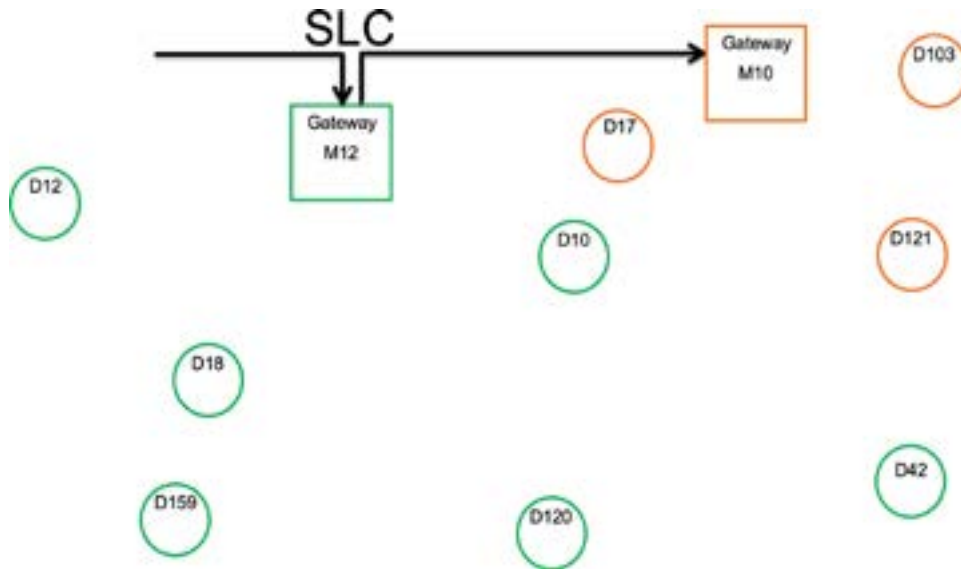 SLC
Gateway
M10
D103
Gateway
M12
D17
D12
D10
D121
D18
D42
D159
D120